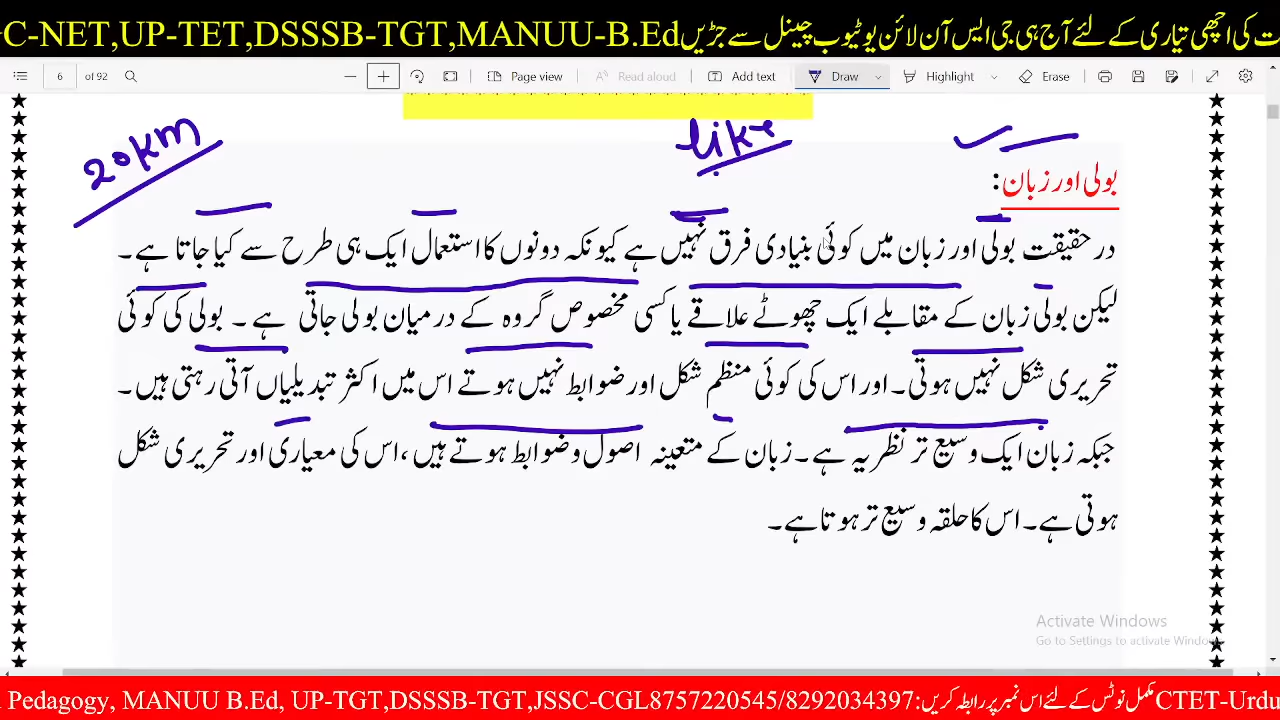 C-NET,UP-TET,DSSSB-TGT,MANUU-B.Ed ت کی اچھی تیاری کے لئے آج ہی جی ایس آن لائن یوٹیوب چینل سے جڑیں
6 of 92 Page view Read aloud Add text Draw Highlight Erase
20km like
بولی اور زبان:
در حقیقت بولی اور زبان میں کوئی بنیادی فرق نہیں ہے کیونکہ دونوں کا استعمال ایک ہی طرح سے کیا جاتا ہے۔
لیکن بولی زبان کے مقابلے ایک چھوٹے علاقے یا کسی مخصوص گروہ کے درمیان بولی جاتی ہے۔ بولی کی کوئی
تحریری شکل نہیں ہوتی۔ اور اس کی کوئی منظم شکل اور ضوابط نہیں ہوتے اس میں اکثر تبدیلیاں آتی رہتی ہیں۔
جبکہ زبان ایک وسیع تر نظریہ ہے۔ زبان کے متعینہ اصول و ضوابط ہوتے ہیں، اس کی معیاری اور تحریری شکل
ہوتی ہے۔ اس کا حلقہ وسیع تر ہوتا ہے۔
Activate Windows
Go to Settings to activate Windows
Pedagogy, MANUU B.Ed, UP-TGT,DSSSB-TGT,JSSC-CGL8757220545/8292034397: مکمل نوٹس کے لئے اس نمبر پر رابطہ کریں CTET-Urdu